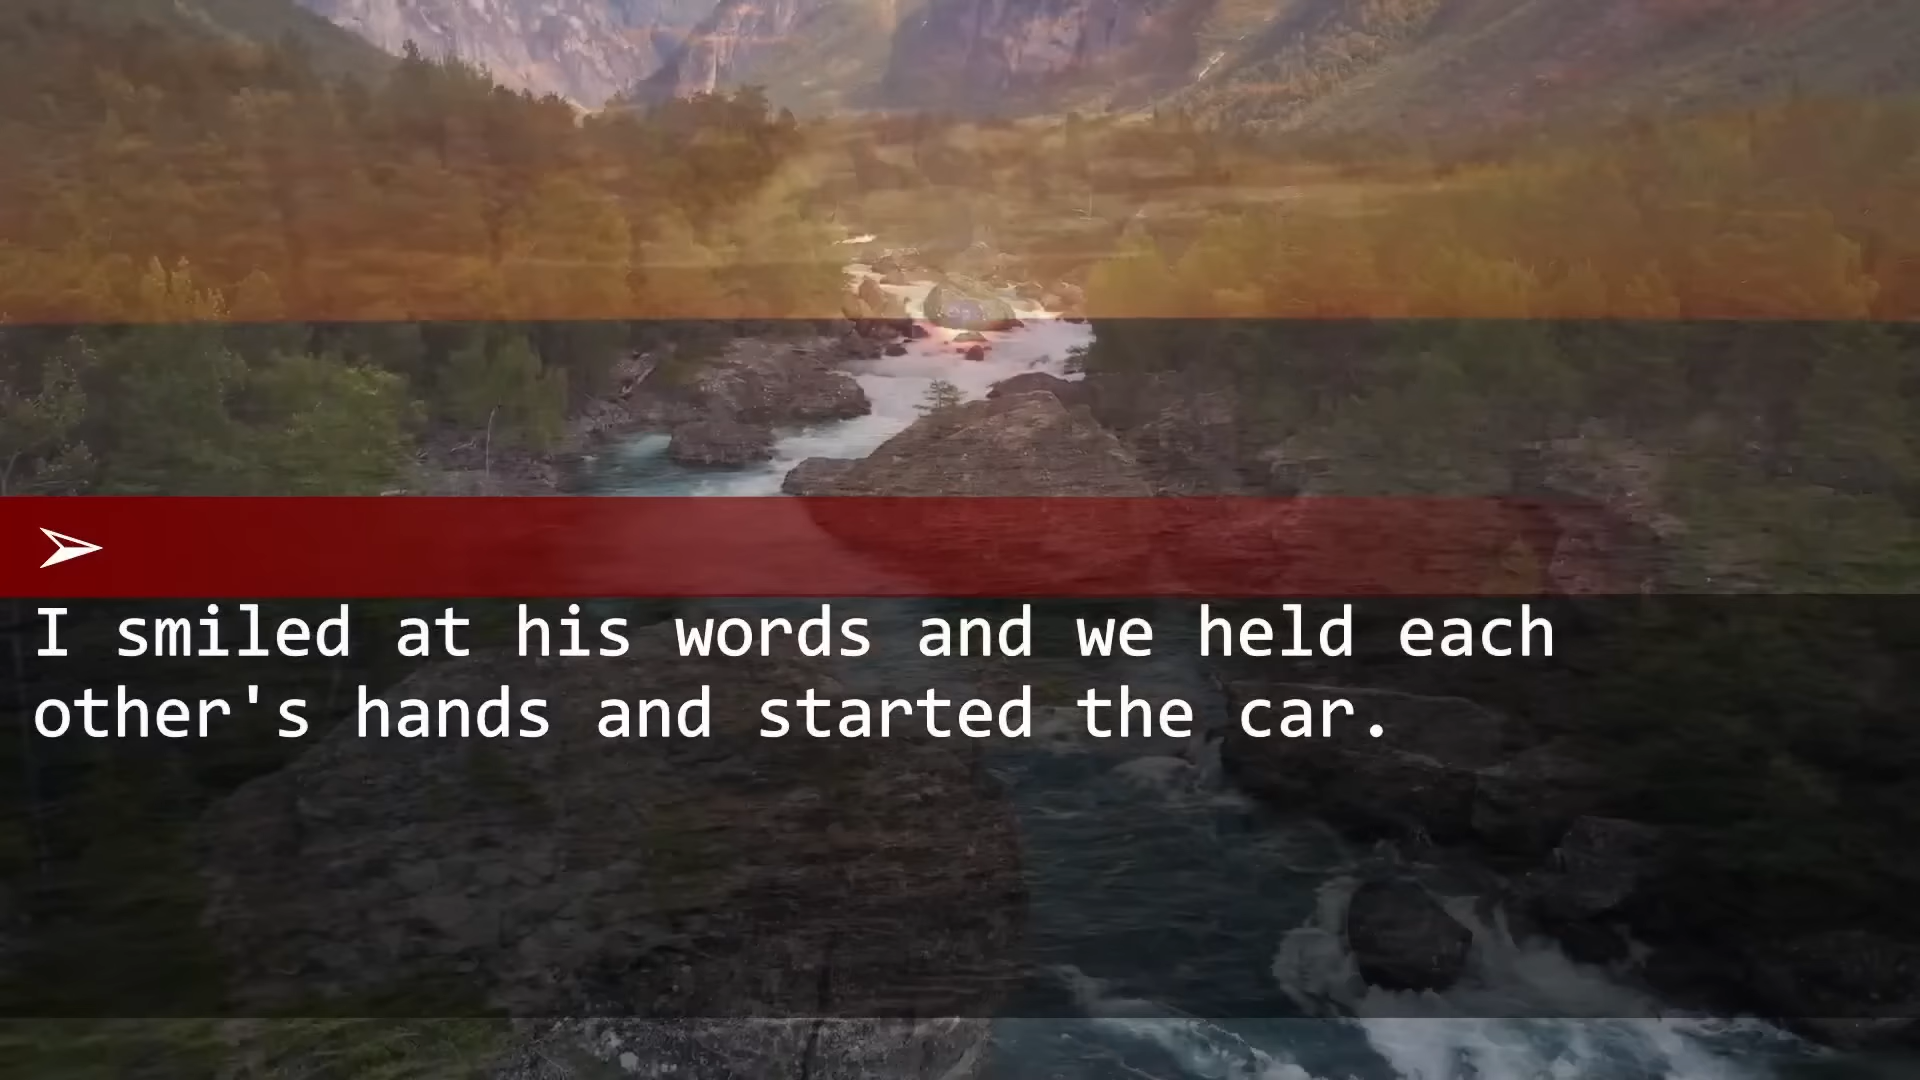 I smiled at his words and we held each
other's hands and started the car.